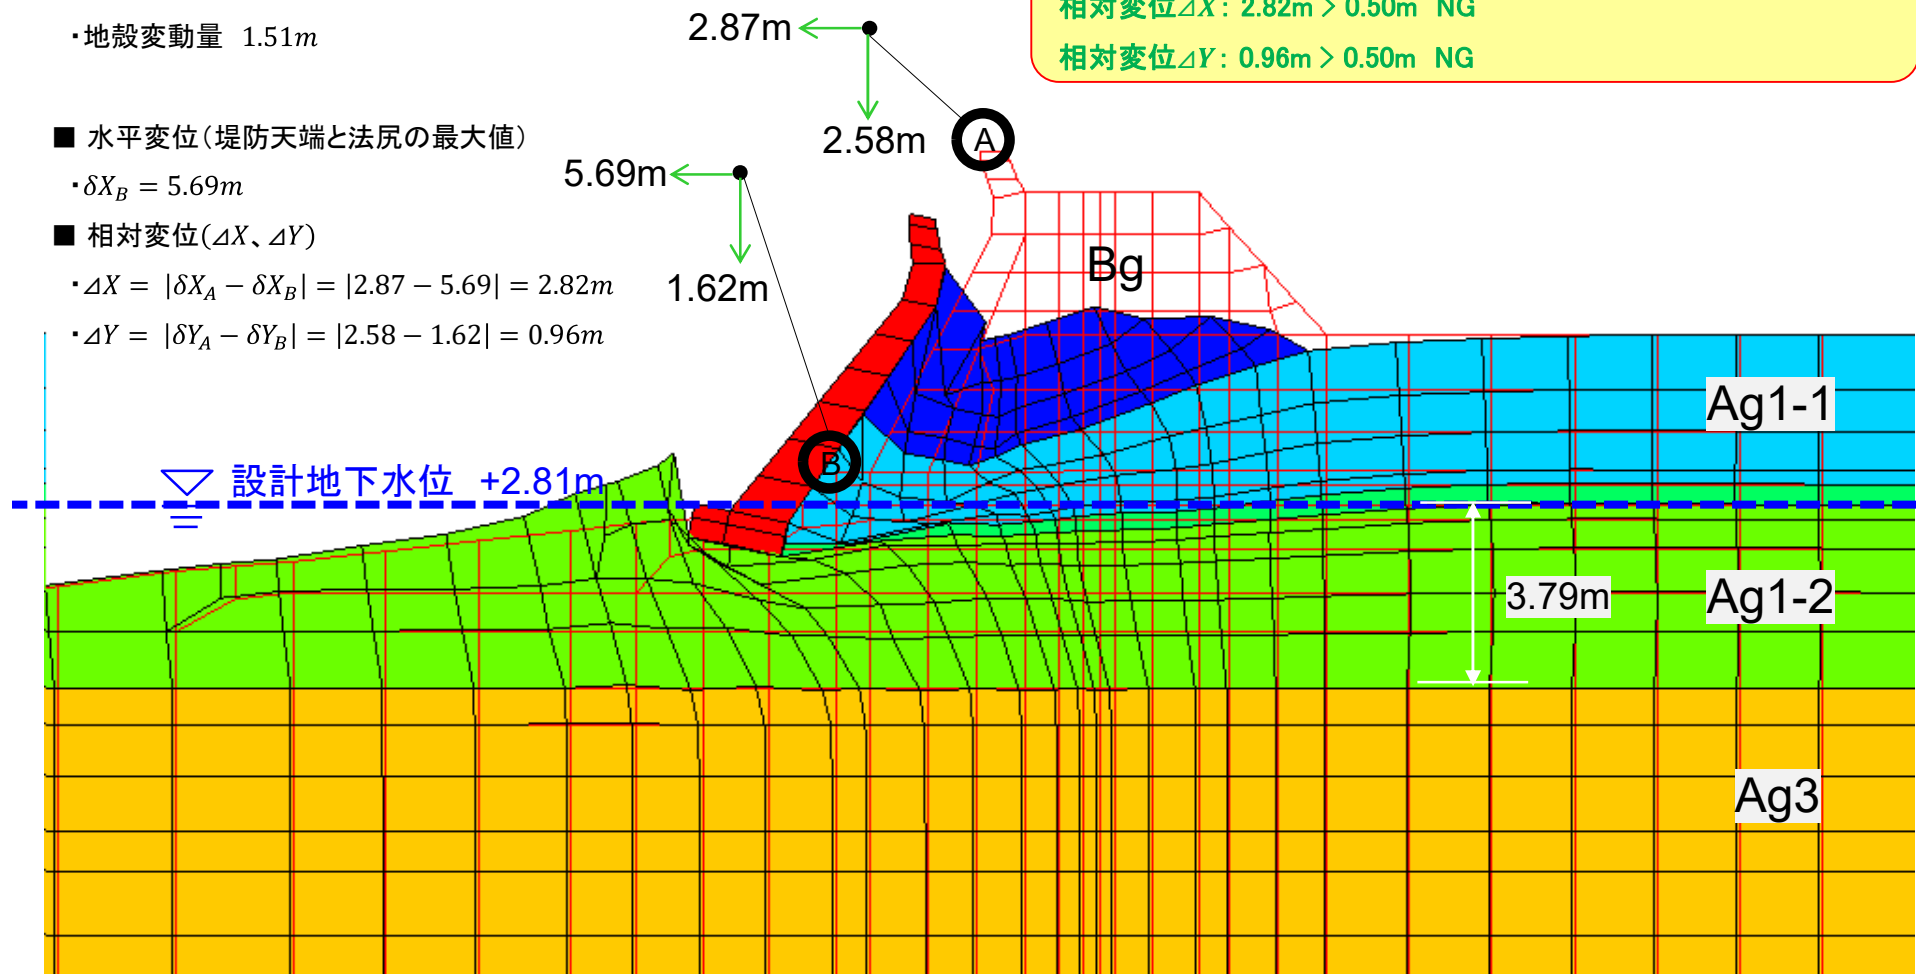 ・地殻変動量 1.51m
■ 水平変位（堤防天端と法尻の最大値）
・δX_B = 5.69m
■ 相対変位(⊿X、⊿Y)
・⊿X = |δX_A − δX_B| = |2.87 − 5.69| = 2.82m
・⊿Y = |δY_A − δY_B| = |2.58 − 1.62| = 0.96m
相対変位⊿X: 2.82m > 0.50m NG
相対変位⊿Y: 0.96m > 0.50m NG
2.87m
2.58m
A
5.69m
1.62m
Bg
B
Ag1-1
設計地下水位 +2.81m
3.79m
Ag1-2
Ag3